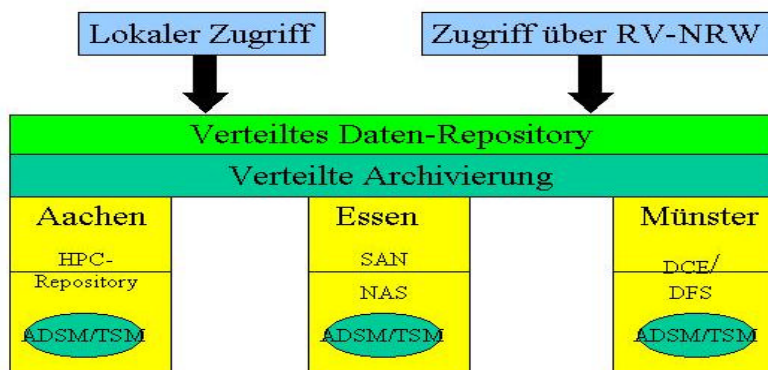 Lokaler Zugriff
Zugriff über RV-NRW
Verteiltes Daten-Repository
Verteilte Archivierung
Aachen
HPC-
Repository
ADSM/TSM
Essen
SAN
NAS
ADSM/TSM
Münster
DCE/
DFS
ADSM/TSM